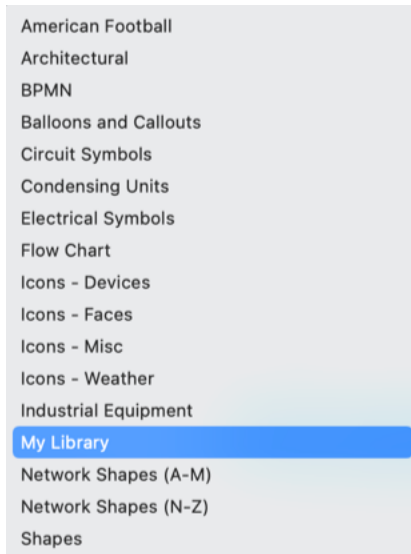 American Football
Architectural
BPMN
Balloons and Callouts
Circuit Symbols
Condensing Units
Electrical Symbols
Flow Chart
Icons - Devices
Icons - Faces
Icons - Misc
Icons - Weather
Industrial Equipment
My Library
Network Shapes (A-M)
Network Shapes (N-Z)
Shapes